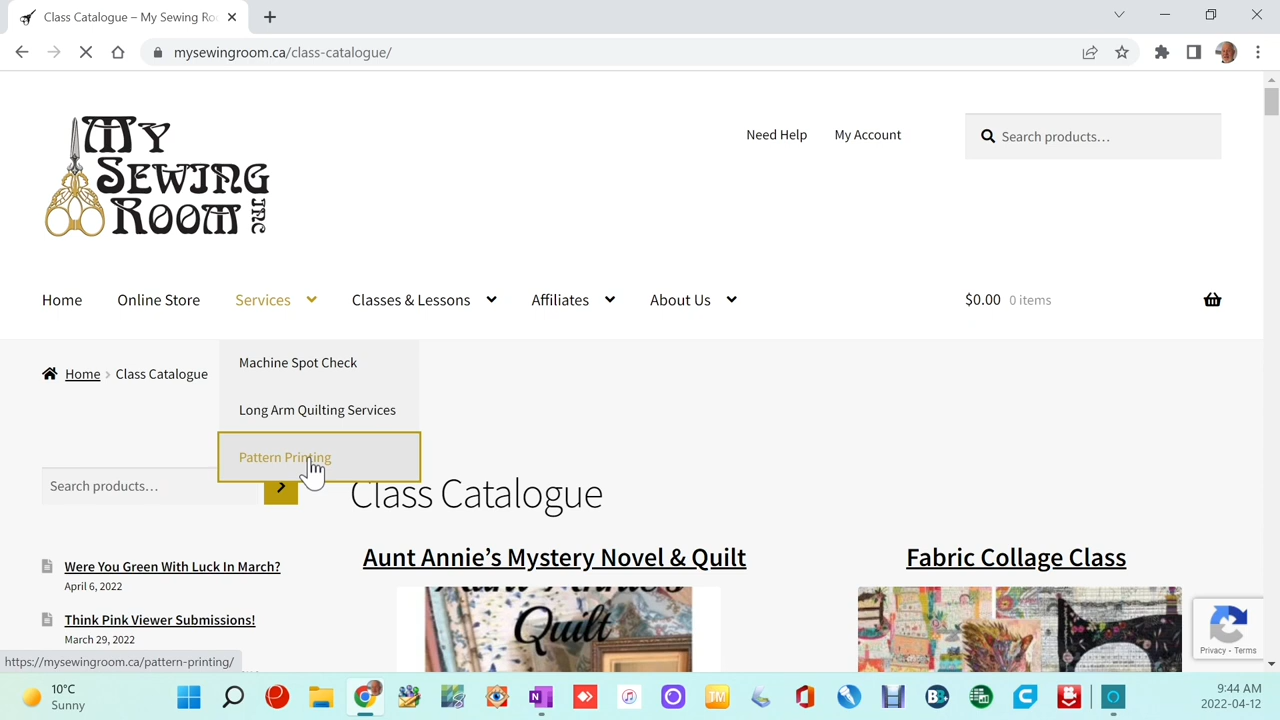 Class Catalogue – My Sewing Ro
mysewingroom.ca/class-catalogue/
My Sewing Room Inc
Need Help
My Account
Search products…
Home
Online Store
Services
Classes & Lessons
Affiliates
About Us
$0.00 0 items
Machine Spot Check
Home › Class Catalogue
Long Arm Quilting Services
Pattern Printing
Search products…
Class Catalogue
Aunt Annie's Mystery Novel & Quilt
Fabric Collage Class
Were You Green With Luck In March?
April 6, 2022
Quilt
Think Pink Viewer Submissions!
March 29, 2022
Privacy - Terms
https://mysewingroom.ca/pattern-printing/
10°C
Sunny
9:44 AM
2022-04-12